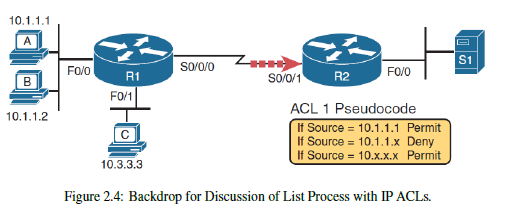 10.1.1.1
A
B
10.1.1.2
F0/0
R1
F0/1
C
10.3.3.3
S0/0/0
S0/0/1
R2
F0/0
S1
ACL 1 Pseudocode
If Source = 10.1.1.1 Permit
If Source = 10.1.1.x Deny
If Source = 10.x.x.x Permit
Figure 2.4: Backdrop for Discussion of List Process with IP ACLs.